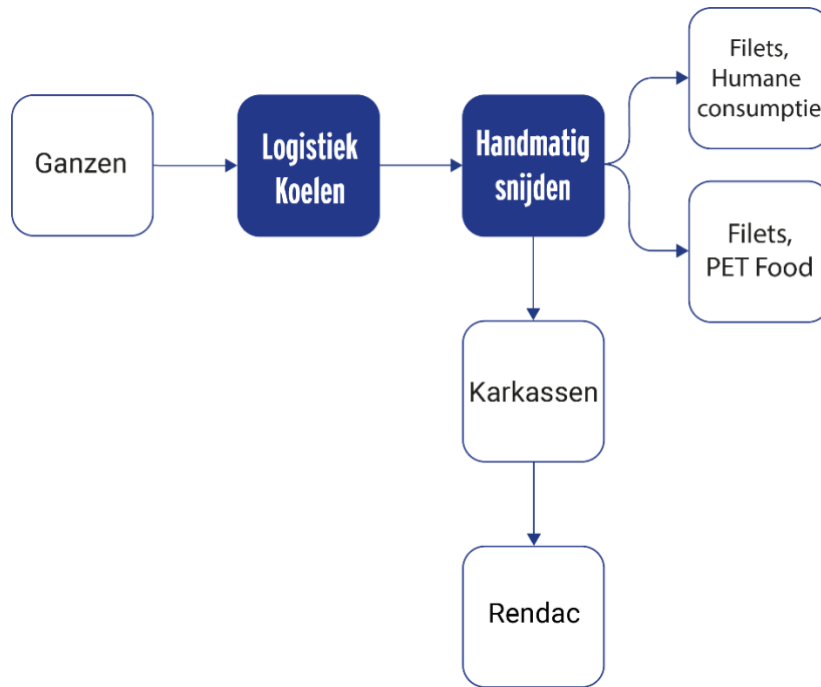 Ganzen
Logistiek
Koelen
Handmatig
snijden
Filets,
Humane
consumptie
Filets,
PET Food
Karkassen
Rendac